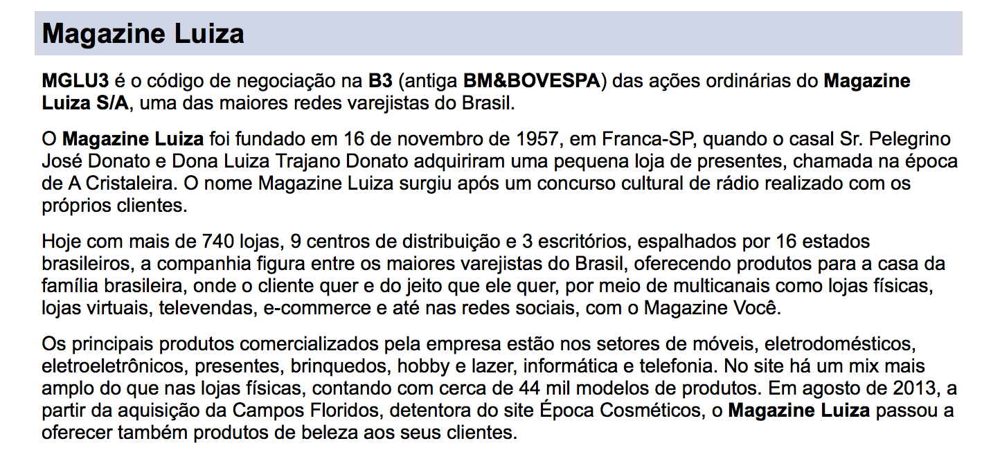 Magazine Luiza
MGLU3 é o código de negociação na B3 (antiga BM&BOVESPA) das ações ordinárias do Magazine
Luiza S/A, uma das maiores redes varejistas do Brasil.
O Magazine Luiza foi fundado em 16 de novembro de 1957, em Franca-SP, quando o casal Sr. Pelegrino
José Donato e Dona Luiza Trajano Donato adquiriram uma pequena loja de presentes, chamada na época
de A Cristaleira. O nome Magazine Luiza surgiu após um concurso cultural de rádio realizado com os
próprios clientes.
Hoje com mais de 740 lojas, 9 centros de distribuição e 3 escritórios, espalhados por 16 estados
brasileiros, a companhia figura entre os maiores varejistas do Brasil, oferecendo produtos para a casa da
família brasileira, onde o cliente quer e do jeito que ele quer, por meio de multicanais como lojas físicas,
lojas virtuais, televendas, e-commerce e até nas redes sociais, com o Magazine Você.
Os principais produtos comercializados pela empresa estão nos setores de móveis, eletrodomésticos,
eletroeletrônicos, presentes, brinquedos, hobby e lazer, informática e telefonia. No site há um mix mais
amplo do que nas lojas físicas, contando com cerca de 44 mil modelos de produtos. Em agosto de 2013, a
partir da aquisição da Campos Floridos, detentora do site Época Cosméticos, o Magazine Luiza passou a
oferecer também produtos de beleza aos seus clientes.